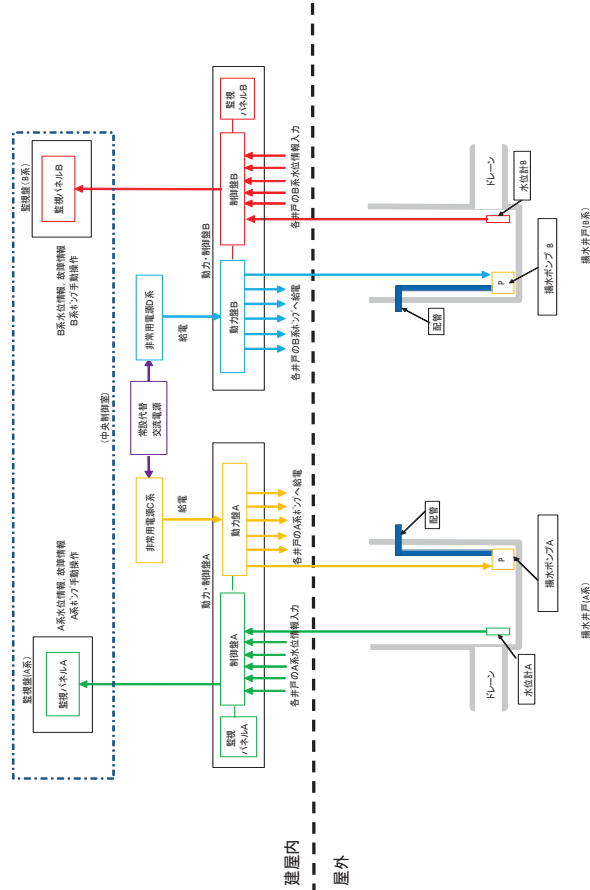 監視盤(A系)
監視パネルA
A系水位情報、故障情報
A系ポンプ手動操作
(中央制御室)
監視盤(B系)
監視パネルB
B系水位情報、故障情報
B系ポンプ手動操作
非常用電源C系
常設代替
交流電源
非常用電源D系
給電
給電
動力・制御盤A
監視
パネルA
制御盤A
動力盤A
各井戸のA系水位情報入力
各井戸のA系ポンプへ給電
動力・制御盤B
動力盤B
制御盤B
監視
パネルB
各井戸のB系ポンプへ給電
各井戸のB系水位情報入力
建屋内
屋外
ドレーン
水位計A
P
配管
揚水ポンプA
揚水井戸(A系)
配管
P
揚水ポンプ B
水位計B
ドレーン
揚水井戸(B系)